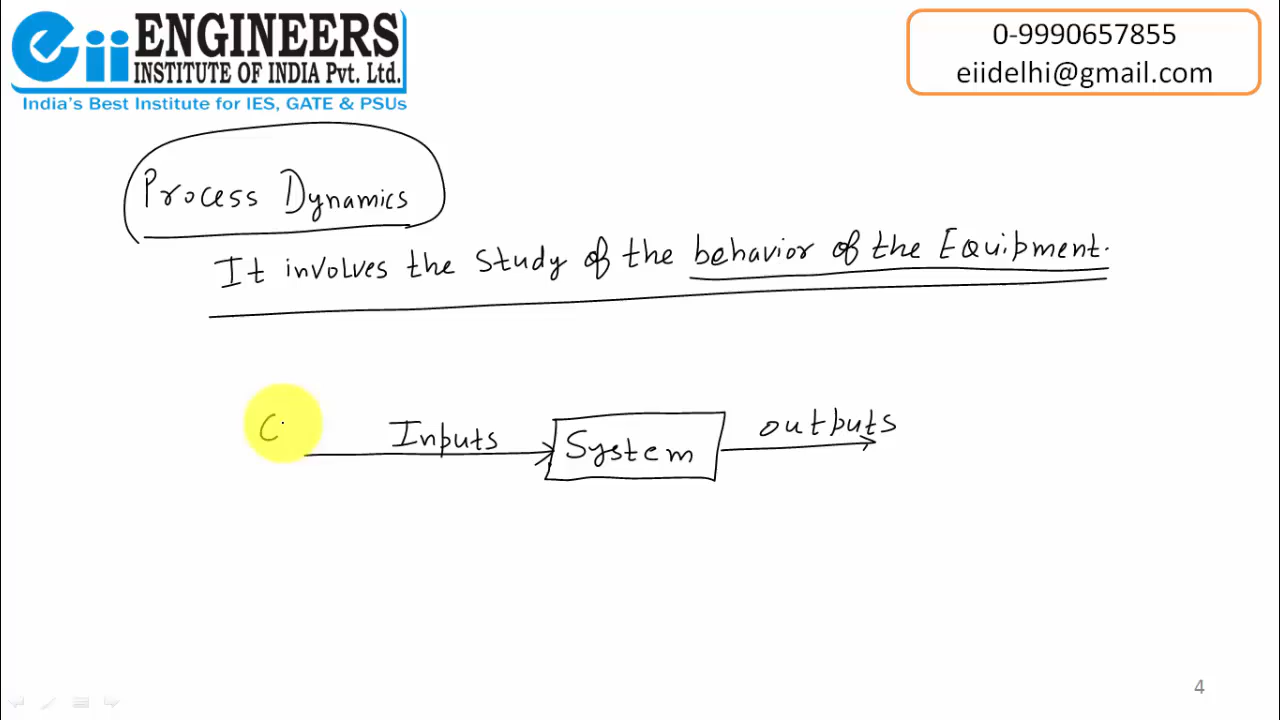 eii ENGINEERS
INSTITUTE OF INDIA Pvt. Ltd.
India's Best Institute for IES, GATE & PSUs
0-9990657855
eiidelhi@gmail.com
Process Dynamics
It involves the study of the behavior of the Equipment.
C
Inputs
System
outputs
4